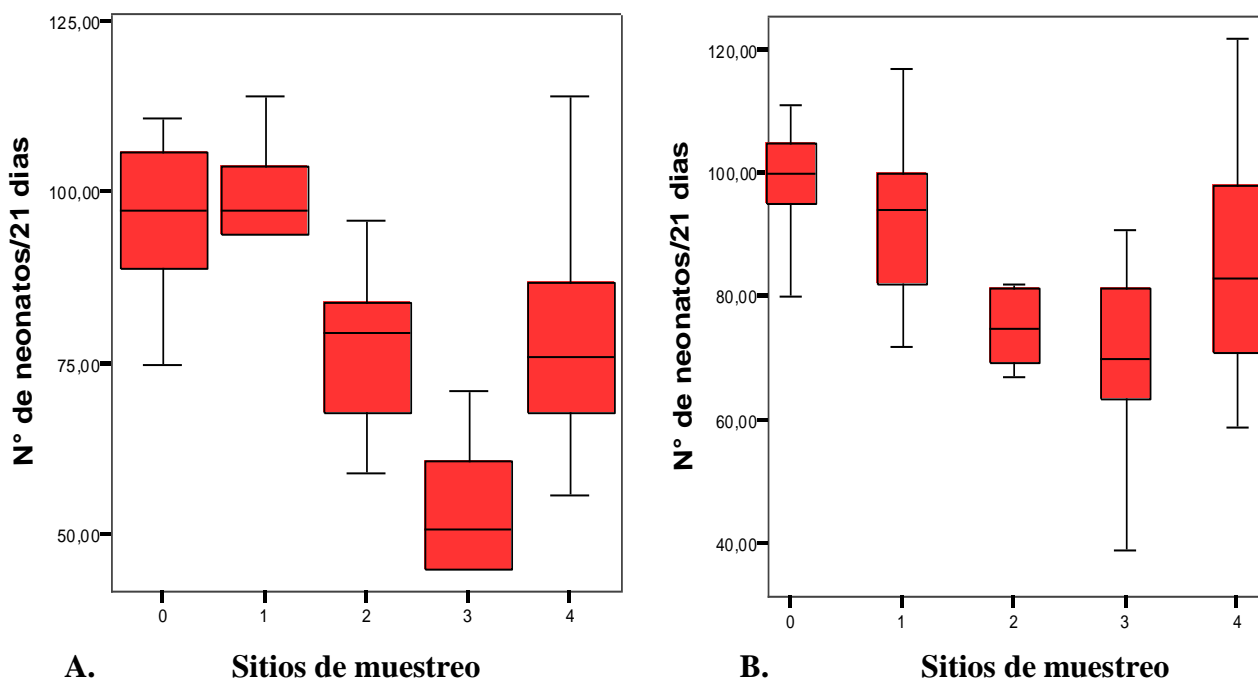 N° de neonatos/21 dias
125,00
100,00
75,00
50,00
0 1 2 3 4
A. Sitios de muestreo
N° de neonatos/21 dias
120,00
100,00
80,00
60,00
40,00
0 1 2 3 4
B. Sitios de muestreo